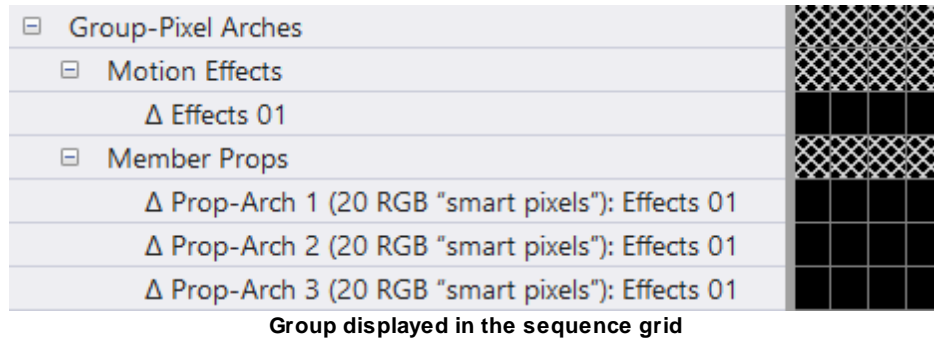 Group-Pixel Arches
Motion Effects
Δ Effects 01
Member Props
Δ Prop-Arch 1 (20 RGB “smart pixels”): Effects 01
Δ Prop-Arch 2 (20 RGB “smart pixels”): Effects 01
Δ Prop-Arch 3 (20 RGB “smart pixels”): Effects 01
Group displayed in the sequence grid